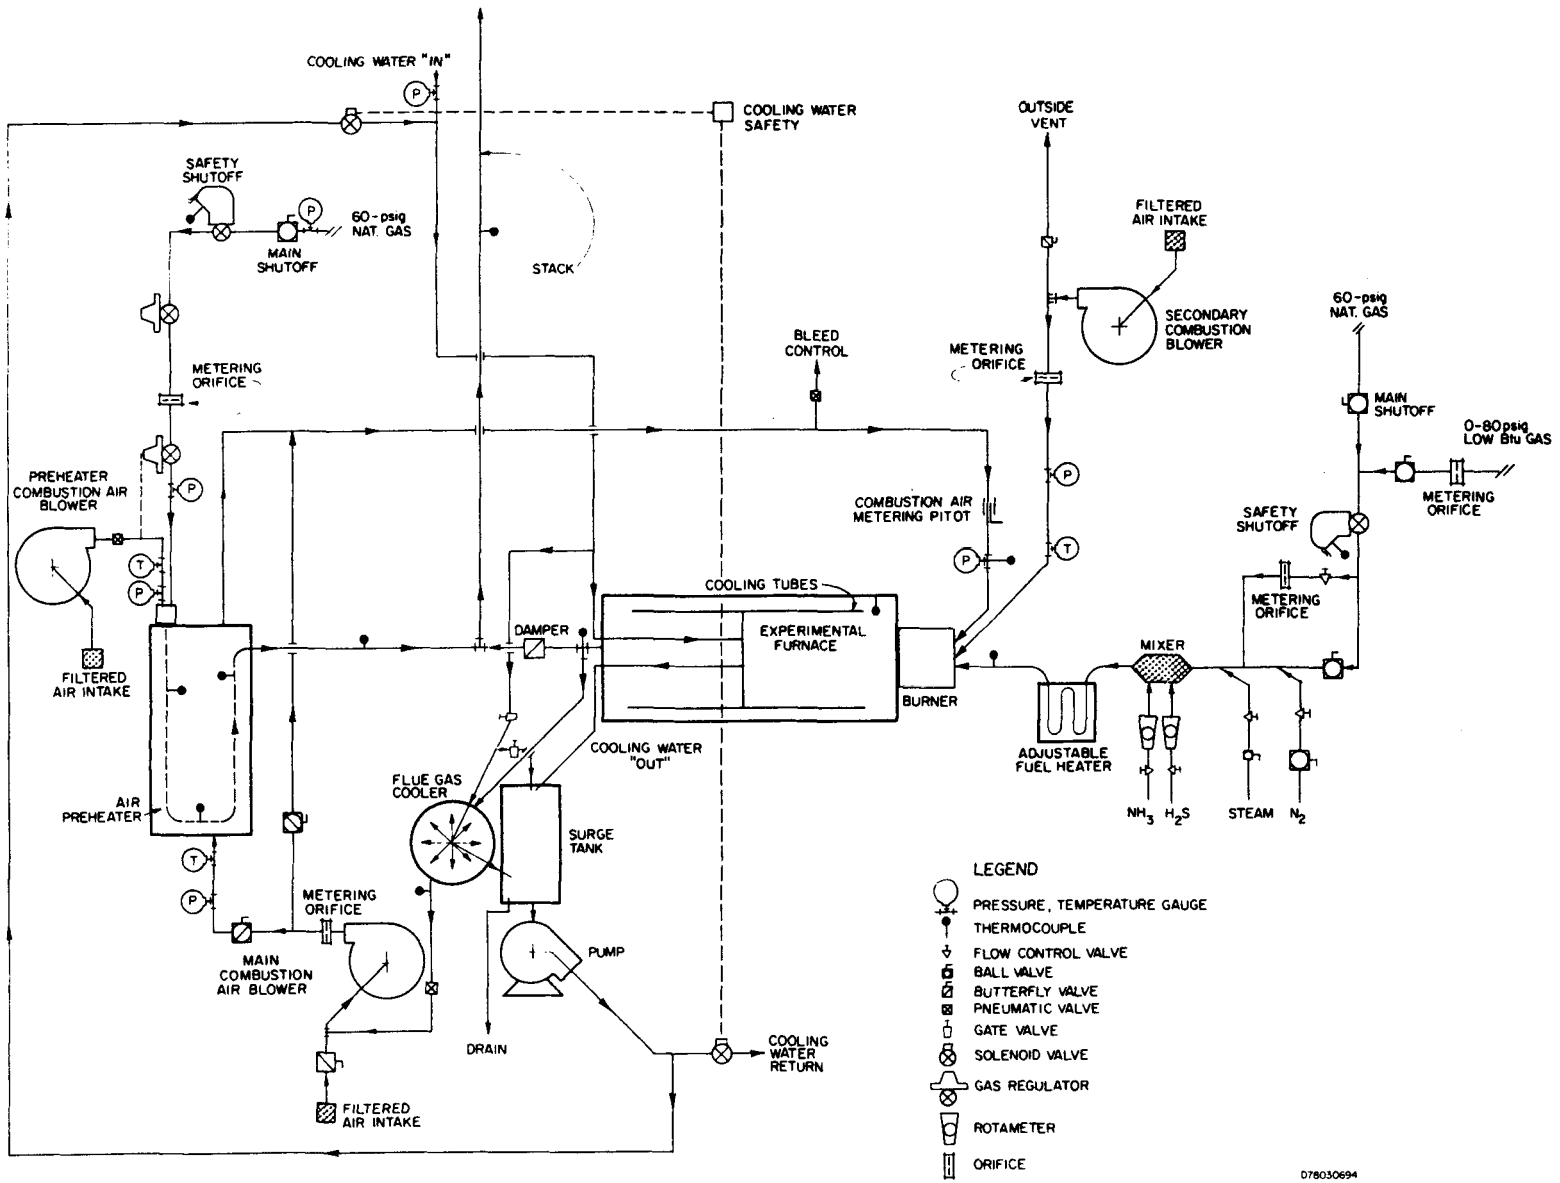 COOLING WATER "IN"
P
COOLING WATER
SAFETY
OUTSIDE
VENT
SAFETY
SHUTOFF
P
60-psig
NAT. GAS
MAIN
SHUTOFF
STACK
FILTERED
AIR INTAKE
SECONDARY
COMBUSTION
BLOWER
60-psig
NAT. GAS
BLEED
CONTROL
METERING
ORIFICE
METERING
ORIFICE
MAIN
SHUTOFF
0-80psig
LOW Btu GAS
METERING
ORIFICE
PREHEATER
COMBUSTION AIR
BLOWER
P
P
COMBUSTION AIR
METERING PITOT
SAFETY
SHUTOFF
T
P
P
T
METERING
ORIFICE
COOLING TUBES
DAMPER
EXPERIMENTAL
FURNACE
MIXER
FILTERED
AIR INTAKE
BURNER
COOLING WATER
"OUT"
ADJUSTABLE
FUEL HEATER
FLUE GAS
COOLER
AIR
PREHEATER
NH3
H2S
STEAM
N2
SURGE
TANK
T
P
METERING
ORIFICE
MAIN
COMBUSTION
AIR BLOWER
PUMP
DRAIN
COOLING
WATER
RETURN
FILTERED
AIR INTAKE
LEGEND
PRESSURE, TEMPERATURE GAUGE
THERMOCOUPLE
FLOW CONTROL VALVE
BALL VALVE
BUTTERFLY VALVE
PNEUMATIC VALVE
GATE VALVE
SOLENOID VALVE
GAS REGULATOR
ROTAMETER
ORIFICE
D78030694